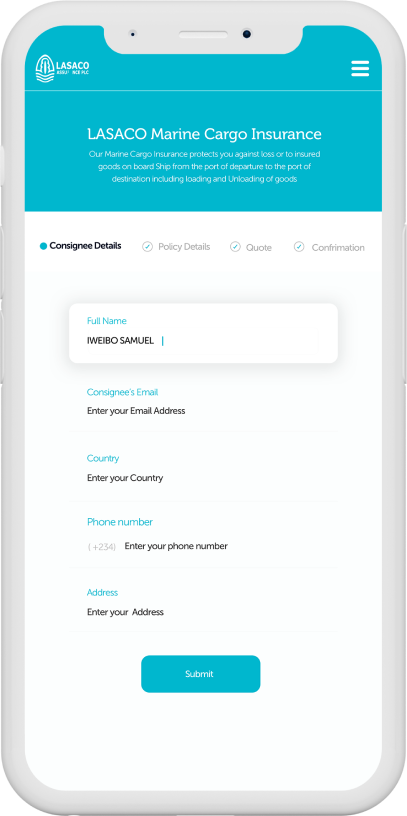 LASACO
ASSU NCE PLC
LASACO Marine Cargo Insurance
Our Marine Cargo Insurance protects you against loss or to insured
goods on board Ship from the port of departure to the port of
destination including loading and Unloading of goods
Consignee Details Policy Details Quote Confrimation
Full Name
IWEIBO SAMUEL
Consignee's Email
Enter your Email Address
Country
Enter your Country
Phone number
( +234) Enter your phone number
Address
Enter your Address
Submit